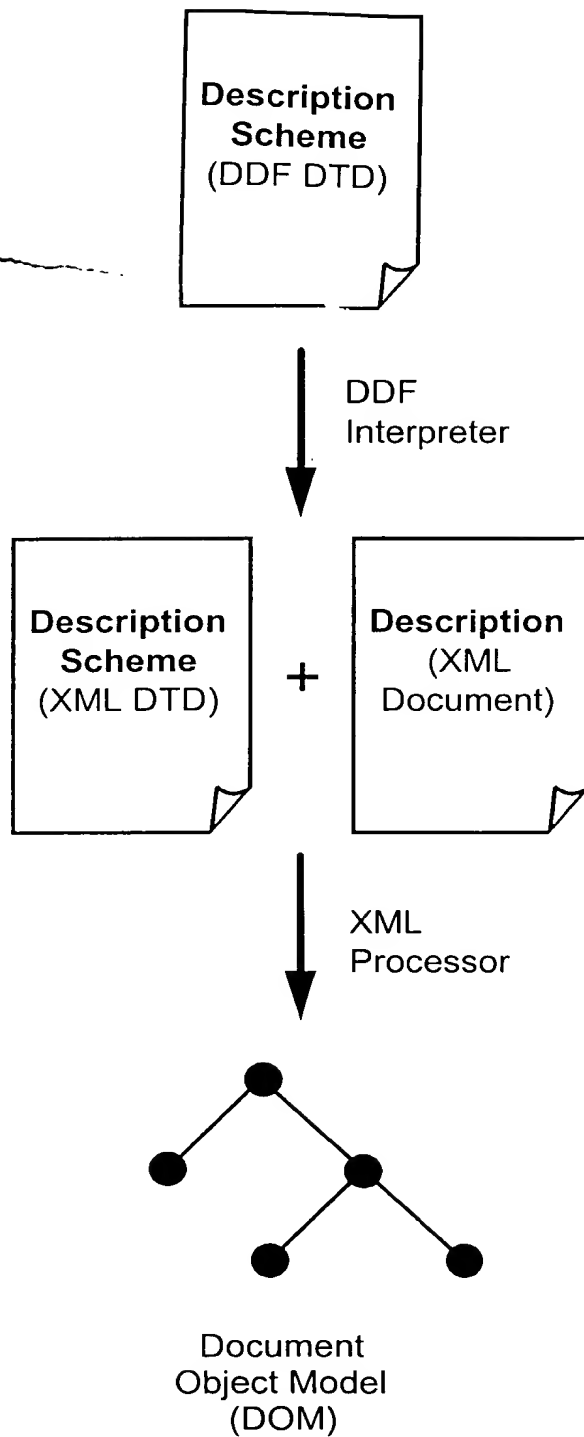 Description
Scheme
(DDF DTD)
DDF
Interpreter
Description
Scheme
(XML DTD)
+
Description
(XML
Document)
XML
Processor
Document
Object Model
(DOM)